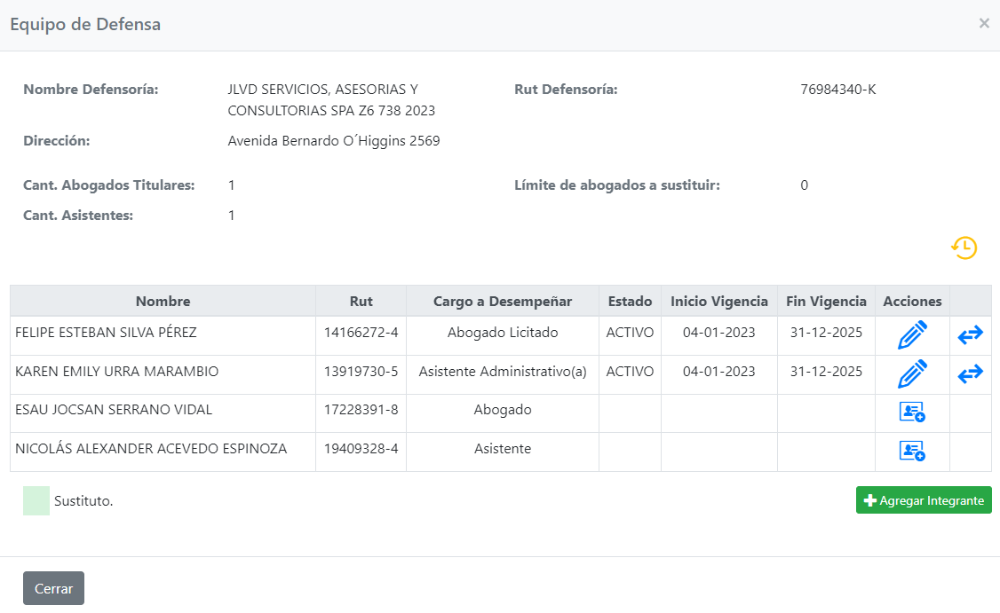 Equipo de Defensa
×
Nombre Defensoría: JLVD SERVICIOS, ASESORIAS Y Rut Defensoría: 76984340-K
CONSULTORIAS SPA Z6 738 2023
Dirección: Avenida Bernardo O´Higgins 2569
Cant. Abogados Titulares: 1 Límite de abogados a sustituir: 0
Cant. Asistentes: 1
Nombre Rut Cargo a Desempeñar Estado Inicio Vigencia Fin Vigencia Acciones
FELIPE ESTEBAN SILVA PÉREZ 14166272-4 Abogado Licitado ACTIVO 04-01-2023 31-12-2025
KAREN EMILY URRA MARAMBIO 13919730-5 Asistente Administrativo(a) ACTIVO 04-01-2023 31-12-2025
ESAU JOCSAN SERRANO VIDAL 17228391-8 Abogado
NICOLÁS ALEXANDER ACEVEDO ESPINOZA 19409328-4 Asistente
Sustituto. Agregar Integrante
Cerrar